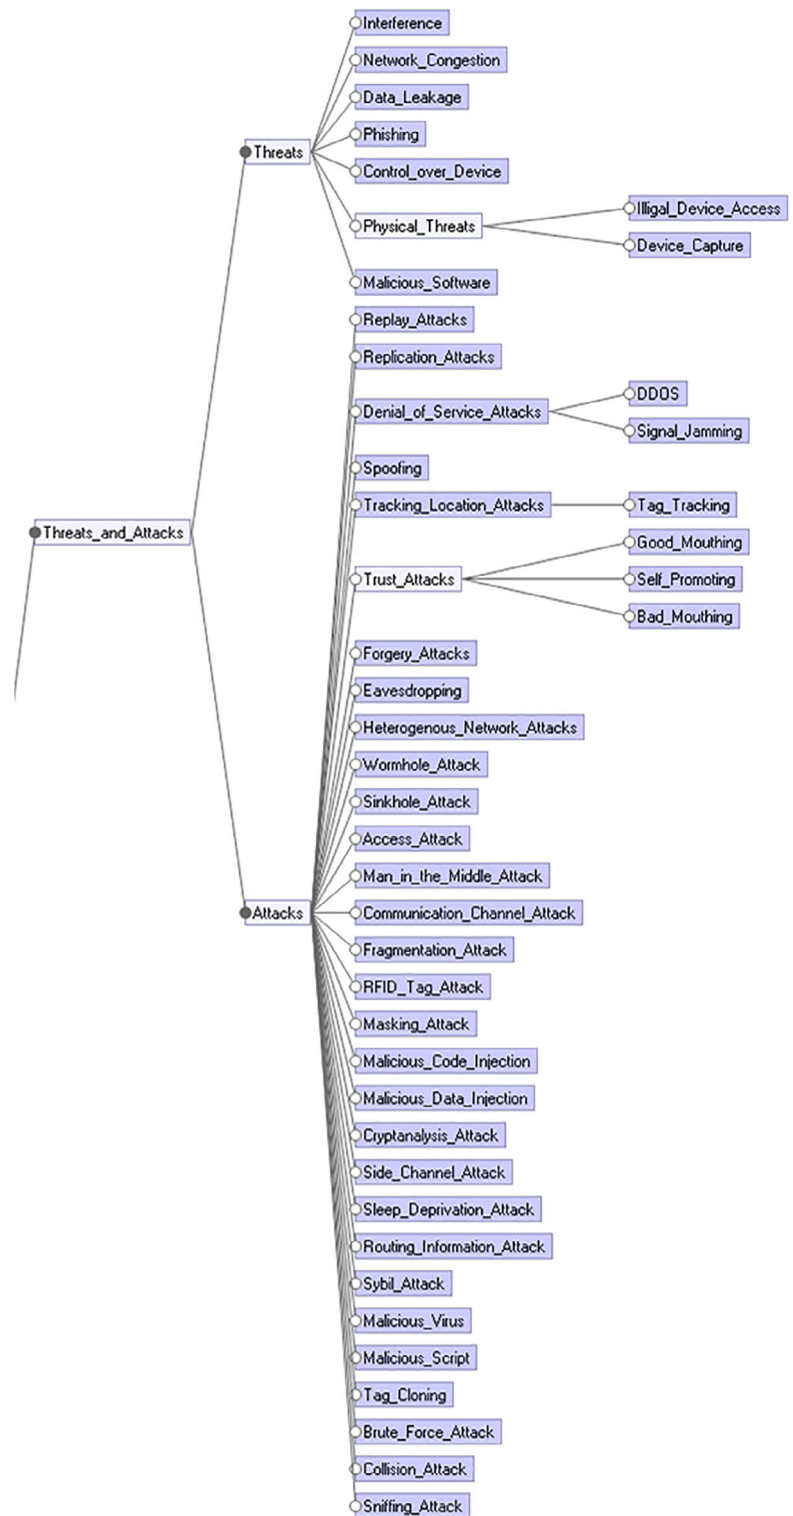 Interference
Network_Congestion
Data_Leakage
Threats
Phishing
Control_over_Device
Physical_Threats
Illigal_Device_Access
Device_Capture
Malicious_Software
Replay_Attacks
Replication_Attacks
Denial_of_Service_Attacks
DDOS
Signal_Jamming
Spoofing
Tracking_Location_Attacks
Tag_Tracking
Threats_and_Attacks
Trust_Attacks
Good_Mouthing
Self_Promoting
Bad_Mouthing
Forgery_Attacks
Eavesdropping
Heterogenous_Network_Attacks
Wormhole_Attack
Sinkhole_Attack
Access_Attack
Man_in_the_Middle_Attack
Attacks
Communication_Channel_Attack
Fragmentation_Attack
RFID_Tag_Attack
Masking_Attack
Malicious_Code_Injection
Malicious_Data_Injection
Cryptanalysis_Attack
Side_Channel_Attack
Sleep_Deprivation_Attack
Routing_Information_Attack
Sybil_Attack
Malicious_Virus
Malicious_Script
Tag_Cloning
Brute_Force_Attack
Collision_Attack
Sniffing_Attack